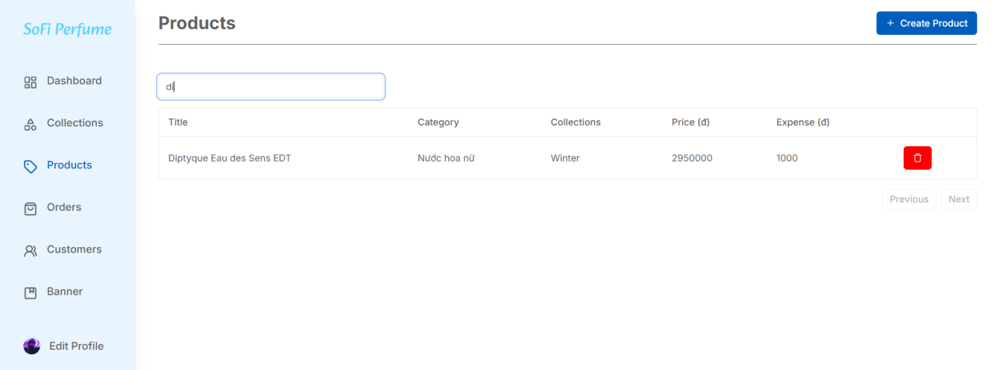 SoFi Perfume
Dashboard
Collections
Products
Orders
Customers
Banner
Edit Profile
Products
+ Create Product
di
Title Category Collections Price (đ) Expense (đ)
Diptyque Eau des Sens EDT Nước hoa nữ Winter 2950000 1000
Previous Next